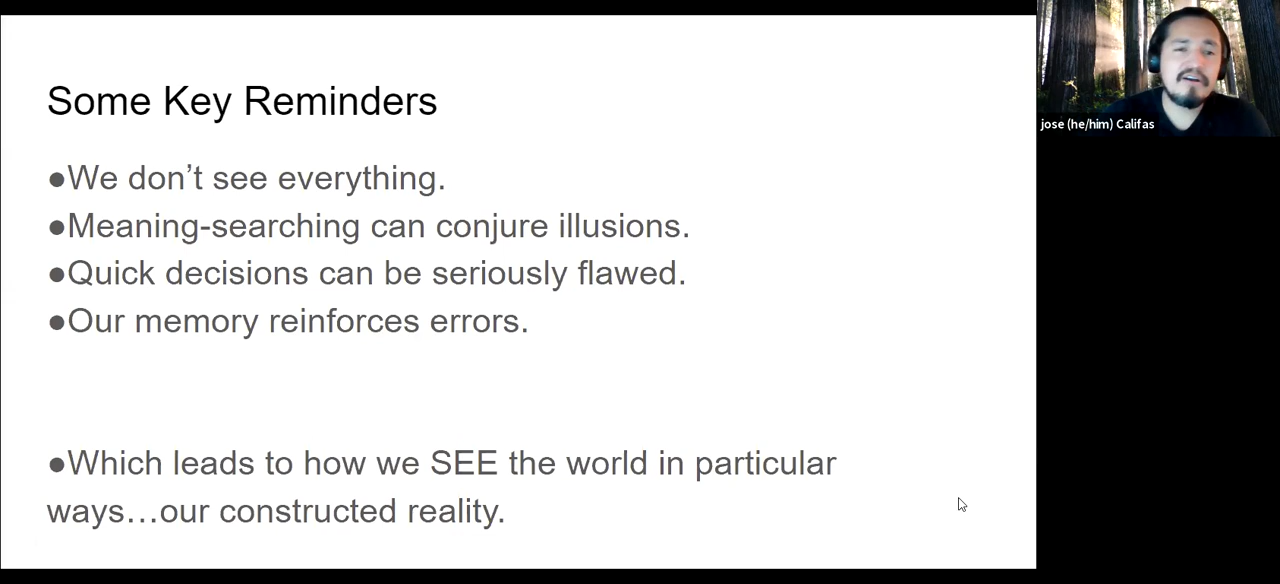 Some Key Reminders
●We don’t see everything.
●Meaning-searching can conjure illusions.
●Quick decisions can be seriously flawed.
●Our memory reinforces errors.
●Which leads to how we SEE the world in particular
ways…our constructed reality.
jose (he/him) Califas